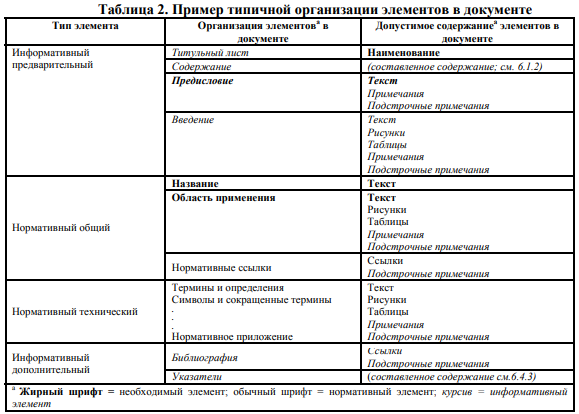 Таблица 2. Пример типичной организации элементов в документе
Тип элемента
Организация элементовª в документе
Допустимое содержаниеª элементов в документе
Информативный предварительный
Титульный лист
Наименование
Содержание
(составленное содержание; см. 6.1.2)
Предисловие
Текст
Примечания
Подстрочные примечания
Введение
Текст
Рисунки
Таблицы
Примечания
Подстрочные примечания
Нормативный общий
Название
Текст
Область применения
Текст
Рисунки
Таблицы
Примечания
Подстрочные примечания
Нормативные ссылки
Ссылки
Подстрочные примечания
Нормативный технический
Термины и определения
Символы и сокращенные термины
.
.
.
Нормативное приложение
Текст
Рисунки
Таблицы
Примечания
Подстрочные примечания
Информативный дополнительный
Библиография
Ссылки
Подстрочные примечания
Указатели
(составленное содержание см.6.4.3)
ª Жирный шрифт = необходимый элемент; обычный шрифт = нормативный элемент; курсив = информативный
элемент